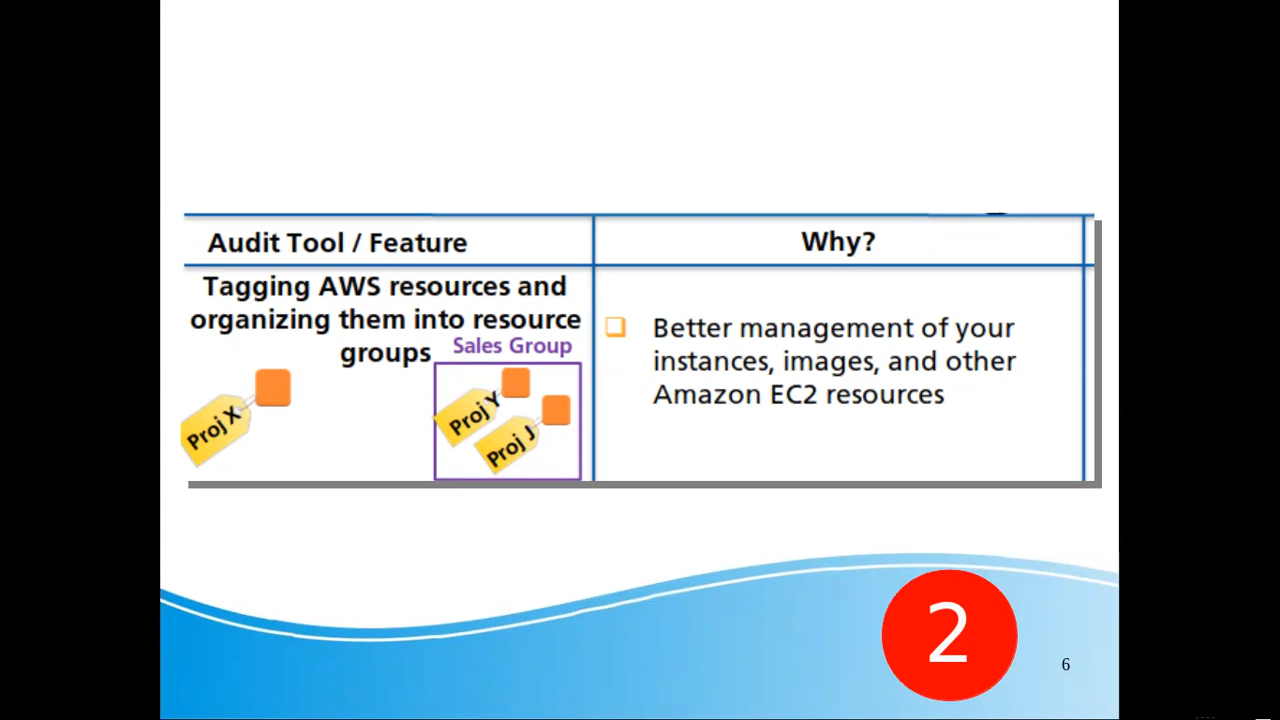 Audit Tool / Feature
Why?
Tagging AWS resources and
organizing them into resource
groups
Sales Group
Proj X
Proj Y
Proj J
❑ Better management of your
instances, images, and other
Amazon EC2 resources
2
6